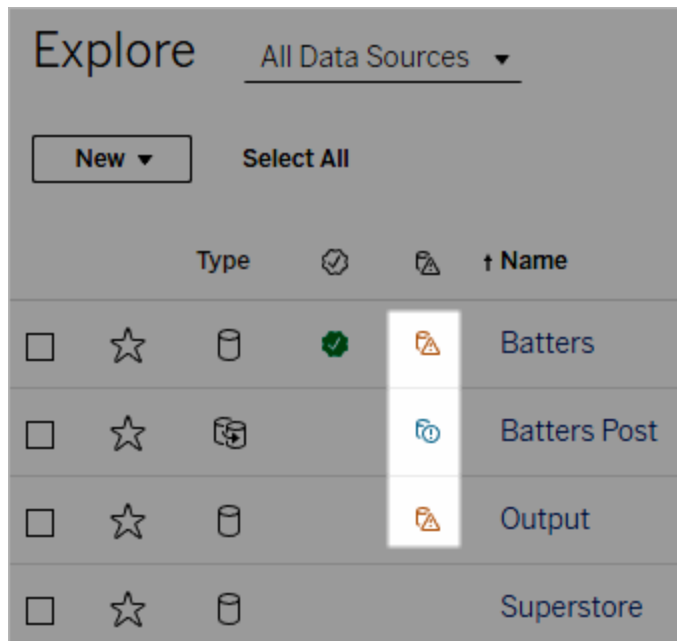 Explore All Data Sources
New Select All
Type Name
Batters
Batters Post
Output
Superstore